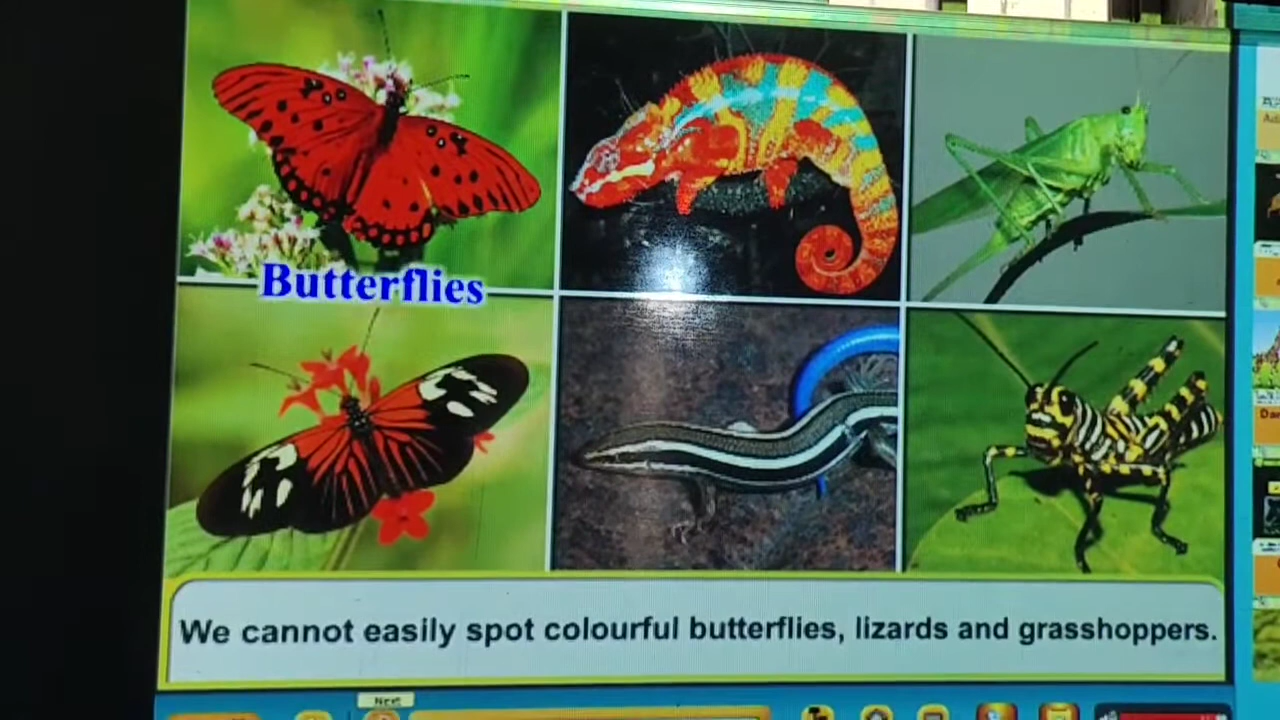 Butterflies
We cannot easily spot colourful butterflies, lizards and grasshoppers.
Next